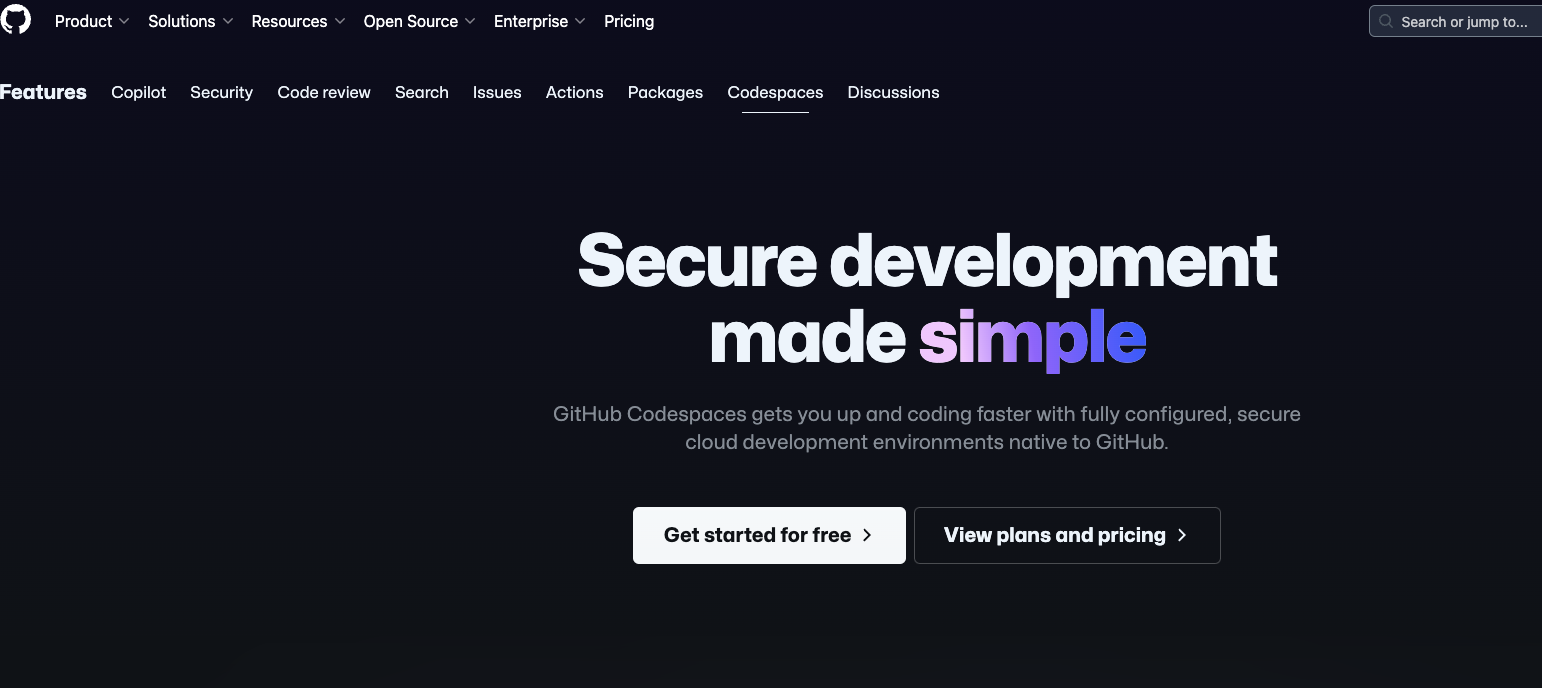 Product Solutions Resources Open Source Enterprise Pricing Search or jump to...
Features Copilot Security Code review Search Issues Actions Packages Codespaces Discussions
Secure development
made simple
GitHub Codespaces gets you up and coding faster with fully configured, secure
cloud development environments native to GitHub.
Get started for free View plans and pricing